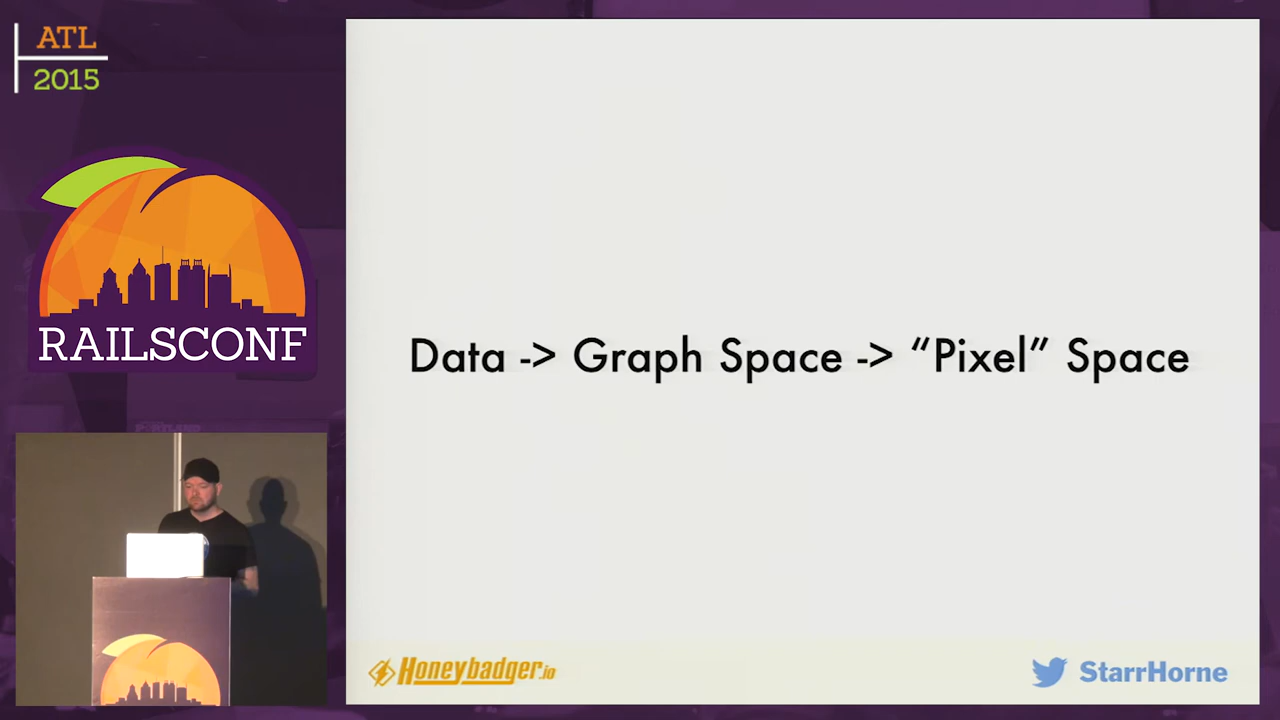 ATL
2015
RAILSCONF
Data -> Graph Space -> “Pixel” Space
Honeybadger.io
StarrHorne